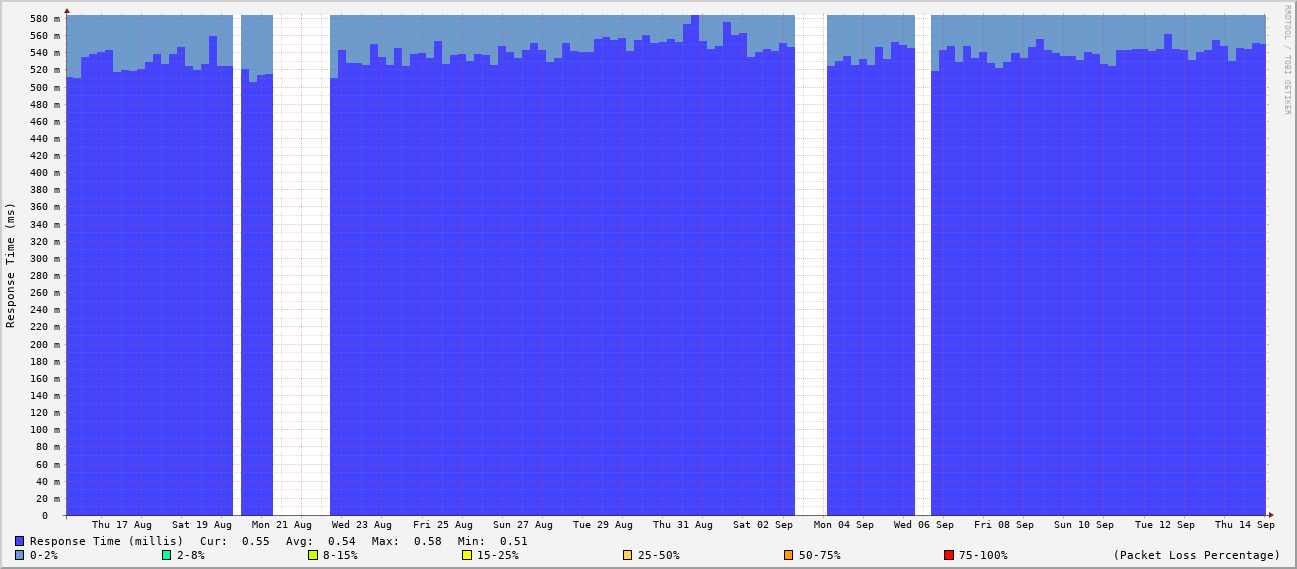 RRDTOOL / TOBI OETIKER
Response Time (ms)
580 m
560 m
540 m
520 m
500 m
480 m
460 m
440 m
420 m
400 m
380 m
360 m
340 m
320 m
300 m
280 m
260 m
240 m
220 m
200 m
180 m
160 m
140 m
120 m
100 m
80 m
60 m
40 m
20 m
0
Thu 17 Aug Sat 19 Aug Mon 21 Aug Wed 23 Aug Fri 25 Aug Sun 27 Aug Tue 29 Aug Thu 31 Aug Sat 02 Sep Mon 04 Sep Wed 06 Sep Fri 08 Sep Sun 10 Sep Tue 12 Sep Thu 14 Sep
Response Time (millis) Cur: 0.55 Avg: 0.54 Max: 0.58 Min: 0.51
0-2% 2-8% 8-15% 15-25% 25-50% 50-75% 75-100% (Packet Loss Percentage)